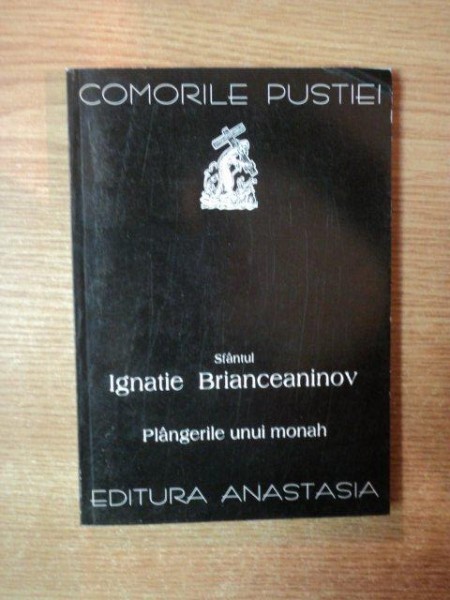 COMORILE PUSTIEI
Sfântul
Ignatie Brianceaninov
Plângerile unui monah
EDITURA ANASTASIA